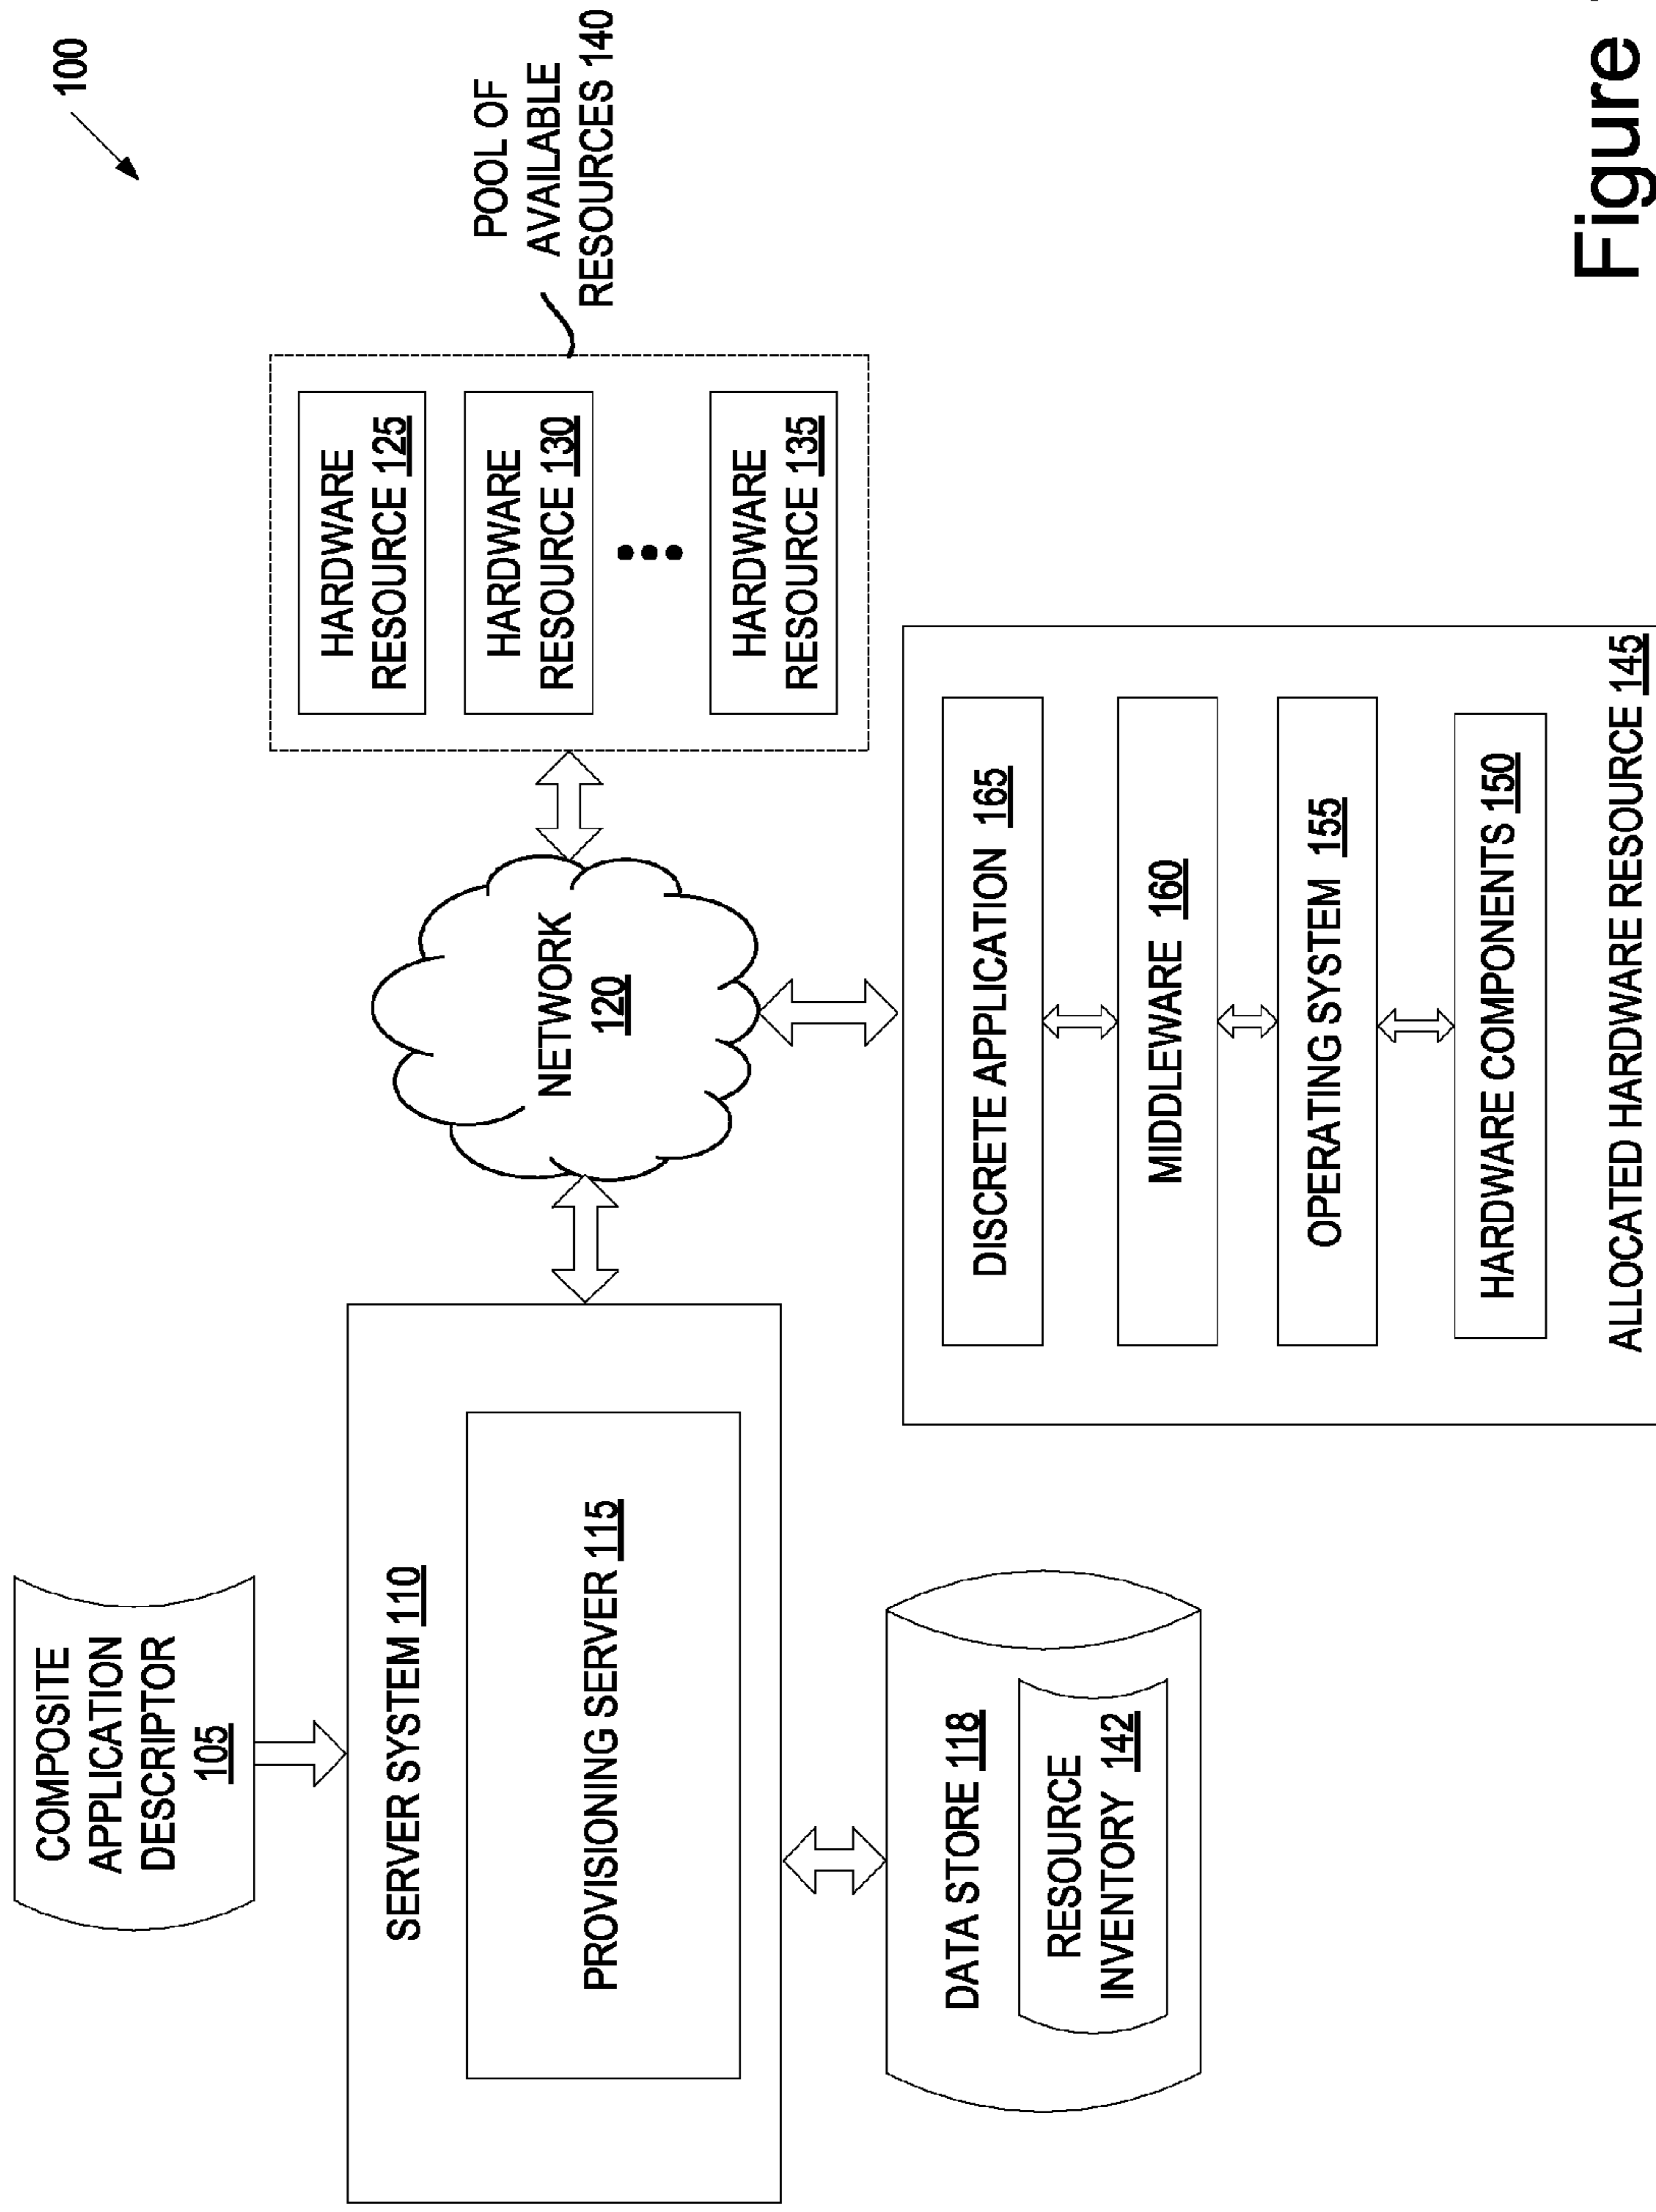 100
COMPOSITE
APPLICATION
DESCRIPTOR
105
SERVER SYSTEM 110
PROVISIONING SERVER 115
DATA STORE 118
RESOURCE
INVENTORY 142
NETWORK
120
HARDWARE
RESOURCE 125
HARDWARE
RESOURCE 130
HARDWARE
RESOURCE 135
POOL OF
AVAILABLE
RESOURCES 140
DISCRETE APPLICATION 165
MIDDLEWARE 160
OPERATING SYSTEM 155
HARDWARE COMPONENTS 150
ALLOCATED HARDWARE RESOURCE 145
Figure